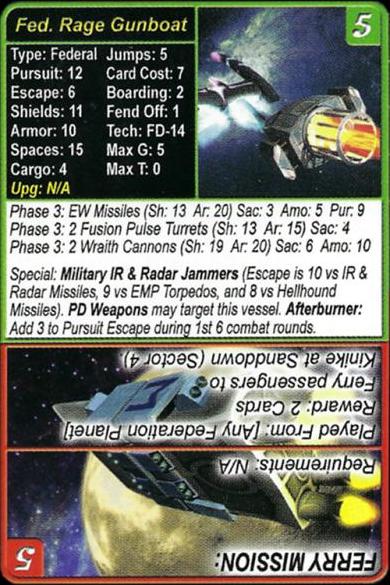 Fed. Rage Gunboat
5
Type: Federal Jumps: 5
Pursuit: 12 Card Cost: 7
Escape: 6 Boarding: 2
Shields: 11 Fend Off: 1
Armor: 10 Tech: FD-14
Spaces: 15 Max G: 5
Cargo: 4 Max T: 0
Upg: N/A
Phase 3: EW Missiles (Sh: 13 Ar: 20) Sac: 3 Amo: 5 Pur: 9
Phase 3: 2 Fusion Pulse Turrets (Sh: 13 Ar: 15) Sac: 4
Phase 3: 2 Wraith Cannons (Sh: 19 Ar: 20) Sac: 6 Amo: 10
Special: Military IR & Radar Jammers (Escape is 10 vs IR &
Radar Missiles, 9 vs EMP Torpedos, and 8 vs Hellhound
Missiles). PD Weapons may target this vessel. Afterburner:
Add 3 to Pursuit Escape during 1st 6 combat rounds.
FERRY MISSION:
5
Requirements: N/A
Played From: [Any Federation Planet]
Reward: 2 Cards
Ferry passengers to
Kinike at Sanddown (Sector 4)